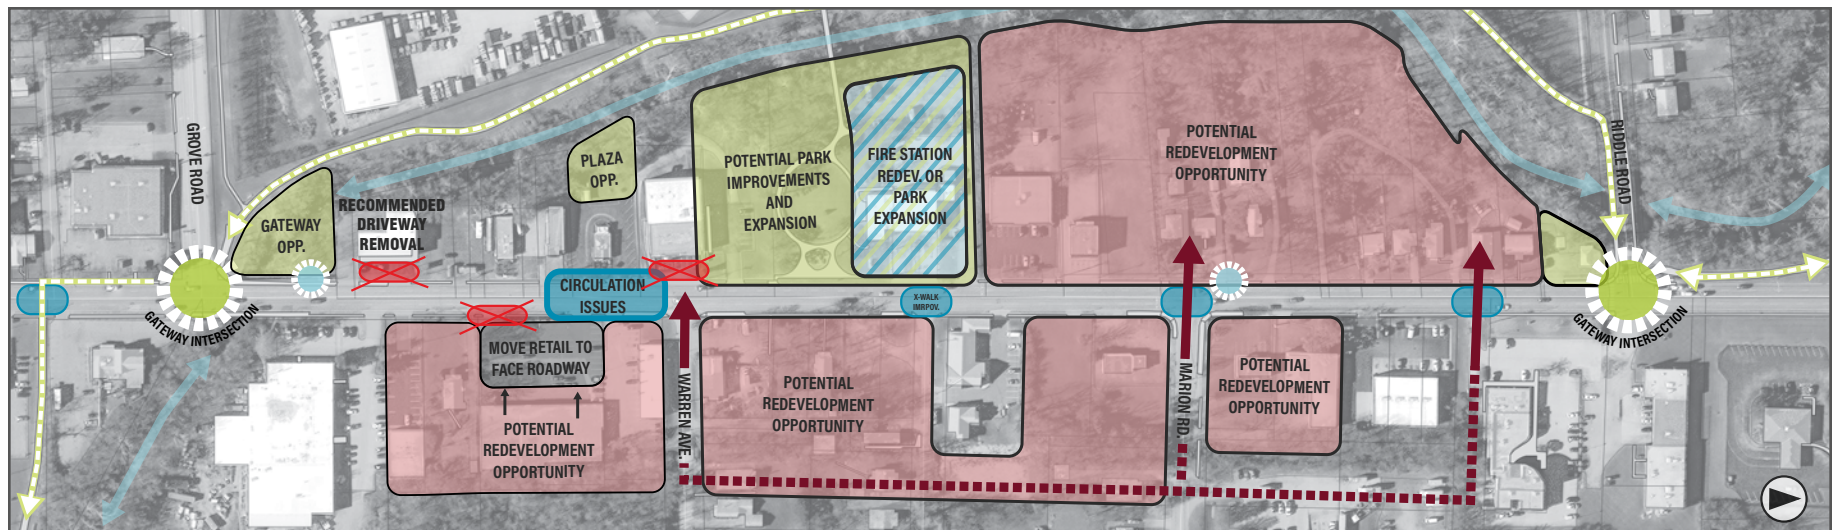 GROVE ROAD
GATEWAY
OPP.
GATEWAY INTERSECTION
RECOMMENDED
DRIVEWAY
REMOVAL
PLAZA
OPP.
CIRCULATION
ISSUES
MOVE RETAIL TO
FACE ROADWAY
POTENTIAL
REDEVELOPMENT
OPPORTUNITY
WARREN AVE.
POTENTIAL PARK
IMPROVEMENTS
AND
EXPANSION
FIRE STATION
REDEV. OR
PARK
EXPANSION
X-WALK
IMRPOV.
POTENTIAL
REDEVELOPMENT
OPPORTUNITY
POTENTIAL
REDEVELOPMENT
OPPORTUNITY
MARION RD.
POTENTIAL
REDEVELOPMENT
OPPORTUNITY
RIDDLE ROAD
GATEWAY INTERSECTION